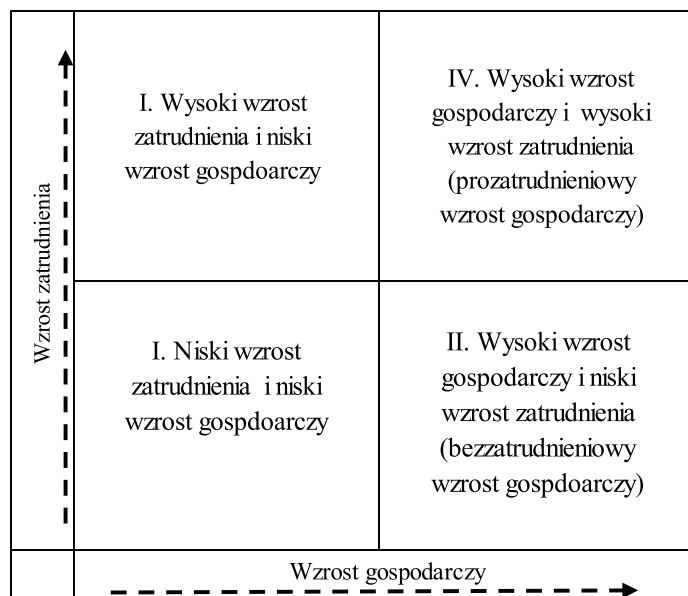 Wzrost zatrudnienia
I. Wysoki wzrost
zatrudnienia i niski
wzrost gospdoarczy
IV. Wysoki wzrost
gospodarczy i wysoki
wzrost zatrudnienia
(prozatrudnieniowy
wzrost gospodarczy)
I. Niski wzrost
zatrudnienia i niski
wzrost gospdoarczy
II. Wysoki wzrost
gospodarczy i niski
wzrost zatrudnienia
(bezzatrudnieniowy
wzrost gospdoarczy)
Wzrost gospodarczy